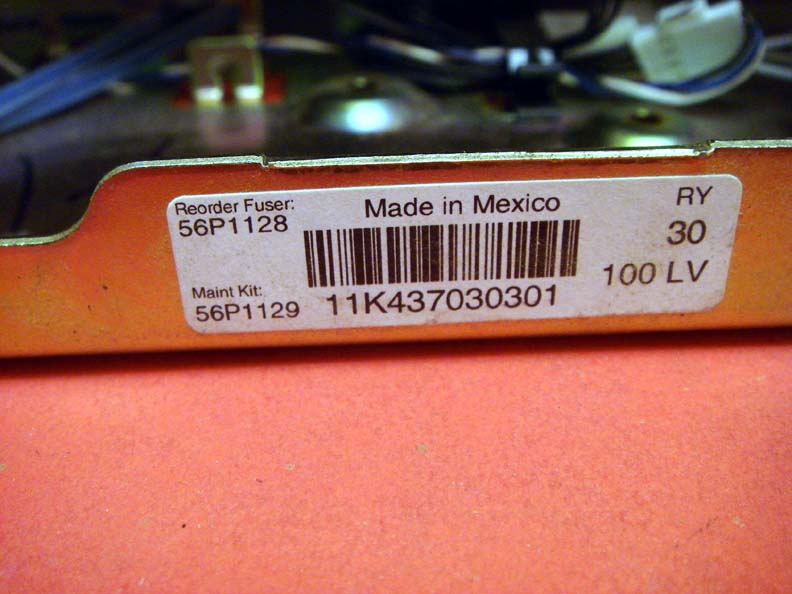 Reorder Fuser:
56P1128
Made in Mexico
RY
30
100 LV
Maint Kit:
56P1129
11K437030301